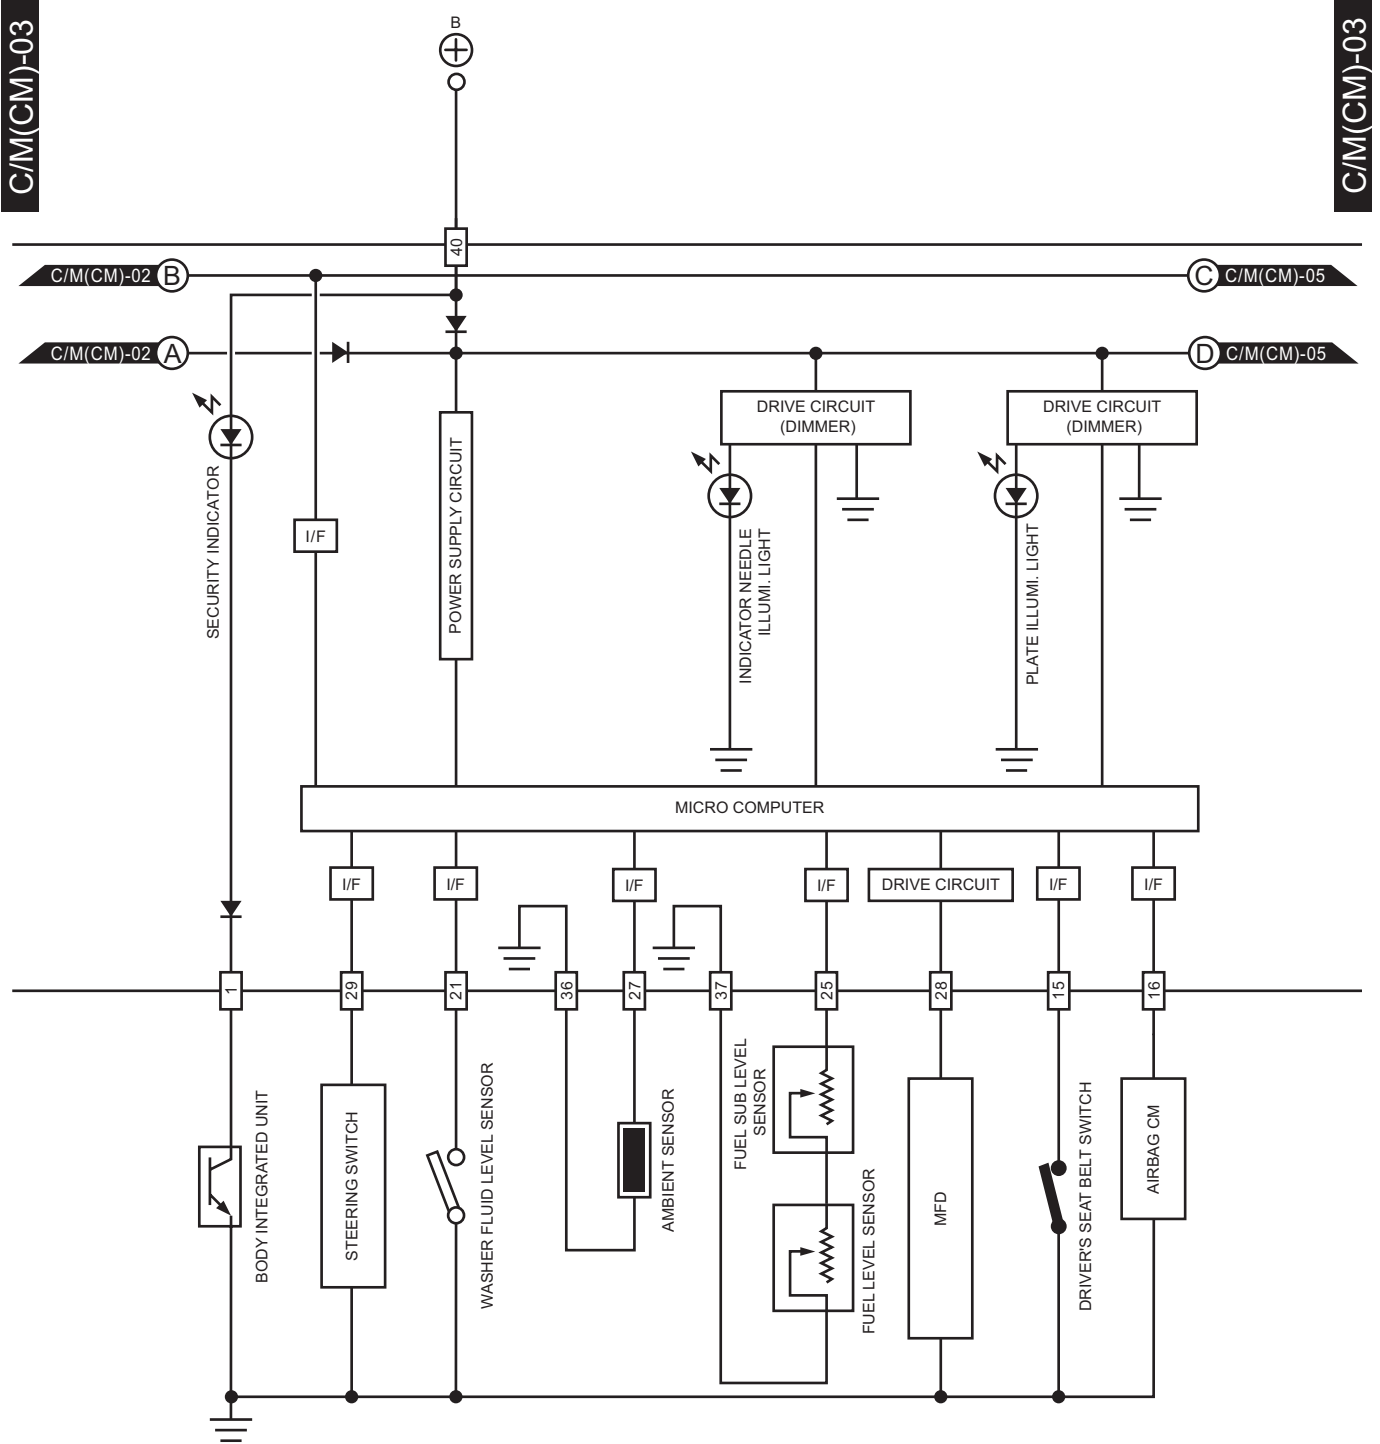 C/M(CM)-03
C/M(CM)-03
B
40
C/M(CM)-02 B
C C/M(CM)-05
C/M(CM)-02 A
D C/M(CM)-05
DRIVE CIRCUIT
(DIMMER)
DRIVE CIRCUIT
(DIMMER)
SECURITY INDICATOR
I/F
POWER SUPPLY CIRCUIT
INDICATOR NEEDLE
ILLUMI. LIGHT
PLATE ILLUMI. LIGHT
MICRO COMPUTER
I/F
I/F
I/F
I/F
DRIVE CIRCUIT
I/F
I/F
1
29
21
36
27
37
25
28
15
16
BODY INTEGRATED UNIT
STEERING SWITCH
WASHER FLUID LEVEL SENSOR
AMBIENT SENSOR
FUEL SUB LEVEL
SENSOR
FUEL LEVEL SENSOR
MFD
DRIVER'S SEAT BELT SWITCH
AIRBAG CM